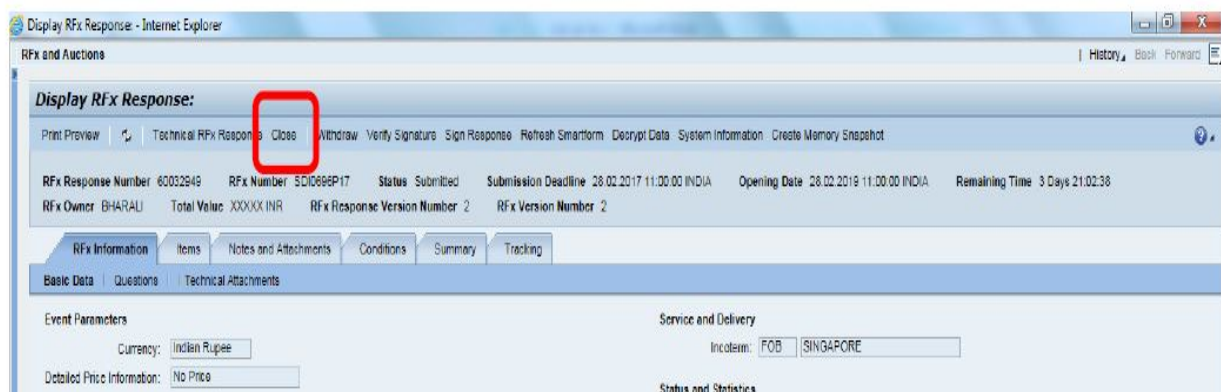 Display RFx Response: - Internet Explorer
RFx and Auctions | History Back Forward
Display RFx Response:
Print Preview Technical RFx Response Close Withdraw Verify Signature Sign Response Refresh Smartform Decrypt Data System Information Create Memory Snapshot
RFx Response Number 60032949 RFx Number SDI0696P17 Status Submitted Submission Deadline 28.02.2017 11:00:00 INDIA Opening Date 28.02.2019 11:00:00 INDIA Remaining Time 3 Days 21:02:38
RFx Owner BHARALI Total Value XXXXX INR RFx Response Version Number 2 RFx Version Number 2
RFx Information Items Notes and Attachments Conditions Summary Tracking
Basic Data | Questions | Technical Attachments
Event Parameters Service and Delivery
Currency: Indian Rupee Incoterm: FOB SINGAPORE
Detailed Price Information: No Price
Status and Statistics